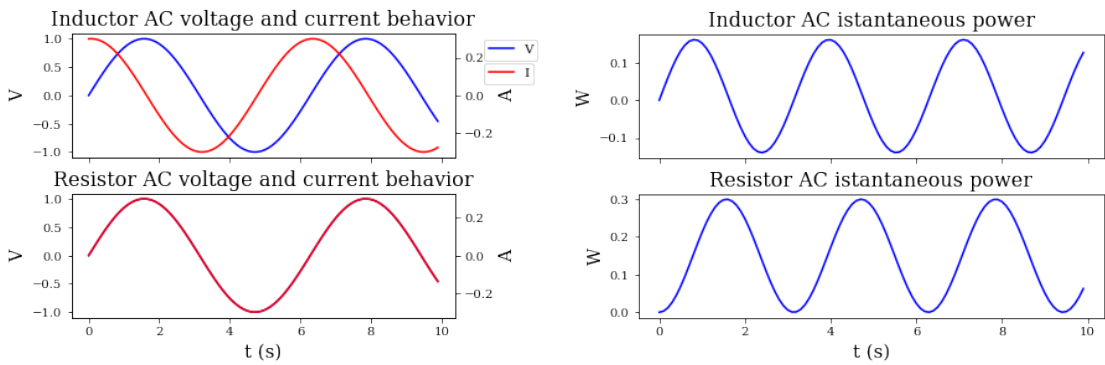 Inductor AC voltage and current behavior
1.0
0.5
0.0
−0.5
−1.0
V
0.2
0.0
−0.2
A
V
I
Inductor AC istantaneous power
0.1
0.0
−0.1
W
Resistor AC voltage and current behavior
1.0
0.5
0.0
−0.5
−1.0
V
0.2
0.0
−0.2
A
0 2 4 6 8 10
t (s)
Resistor AC istantaneous power
0.3
0.2
0.1
0.0
W
0 2 4 6 8 10
t (s)